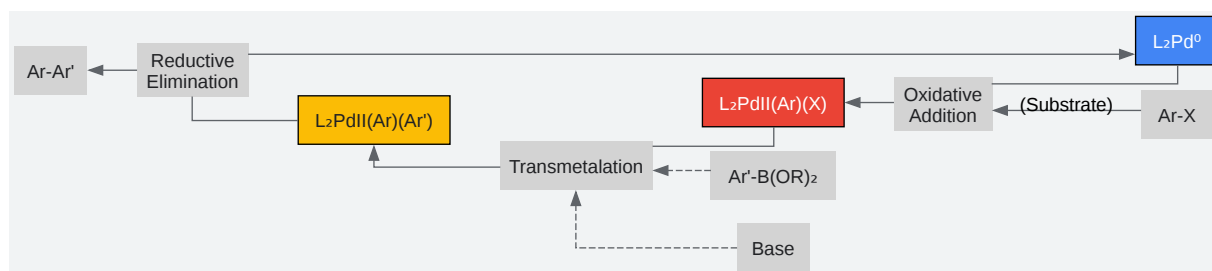 L₂Pd⁰
Reductive
Elimination
Ar-Ar'
L₂PdII(Ar)(X)
Oxidative
Addition
(Substrate)
Ar-X
L₂PdII(Ar)(Ar')
Transmetalation
Ar'-B(OR)₂
Base